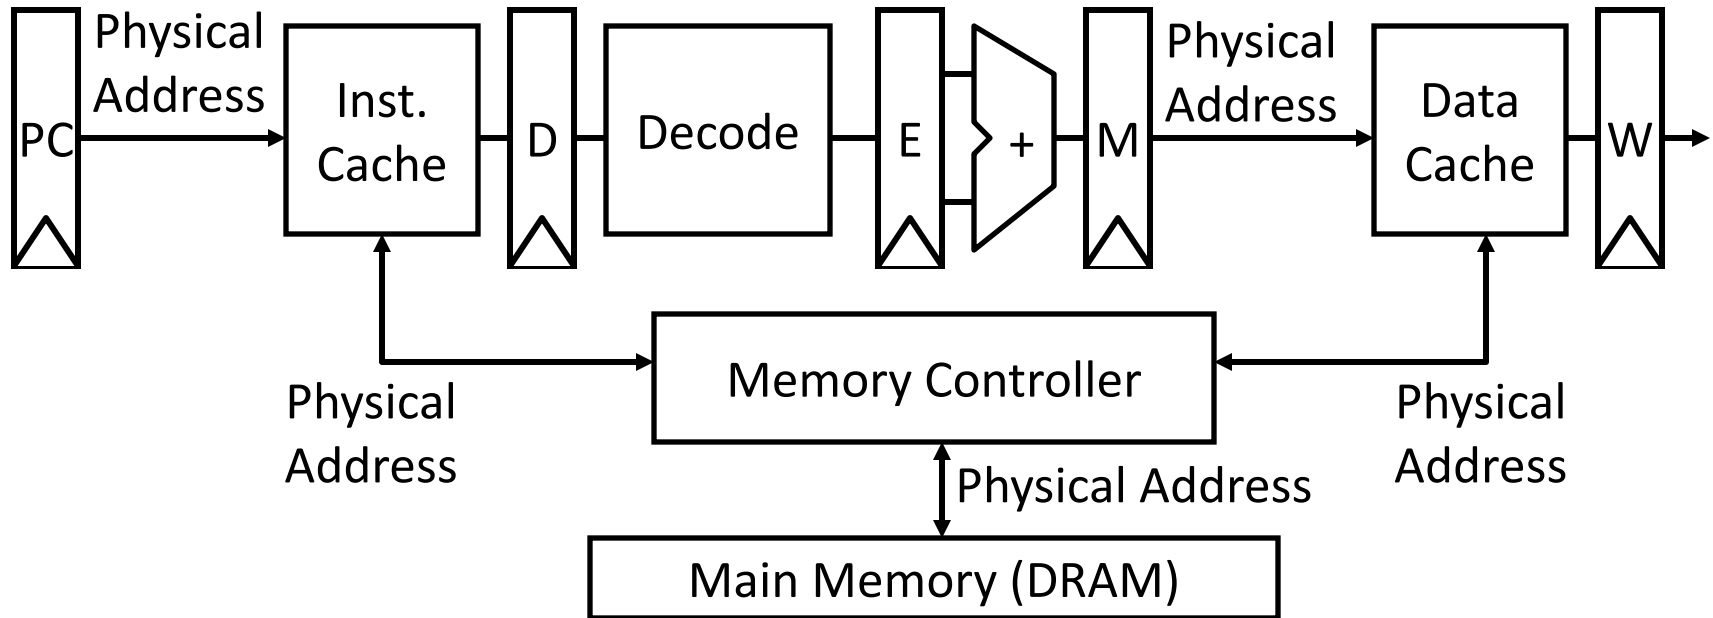 Physical
Address
PC
Inst.
Cache
D
Decode
E
+
M
Physical
Address
Data
Cache
W
Physical
Address
Memory Controller
Physical
Address
Physical Address
Main Memory (DRAM)